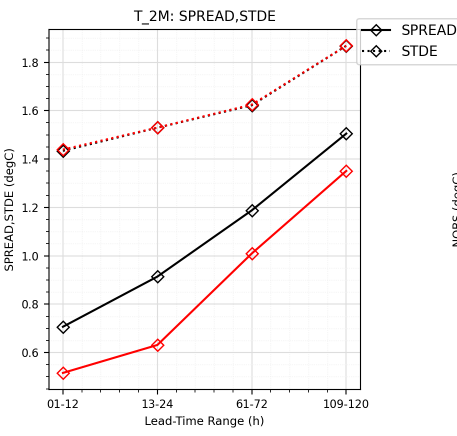 T_2M: SPREAD,STDE
SPREAD
STDE
SPREAD,STDE (degC)
1.8
1.6
1.4
1.2
1.0
0.8
0.6
01-12 13-24 61-72 109-120
Lead-Time Range (h)